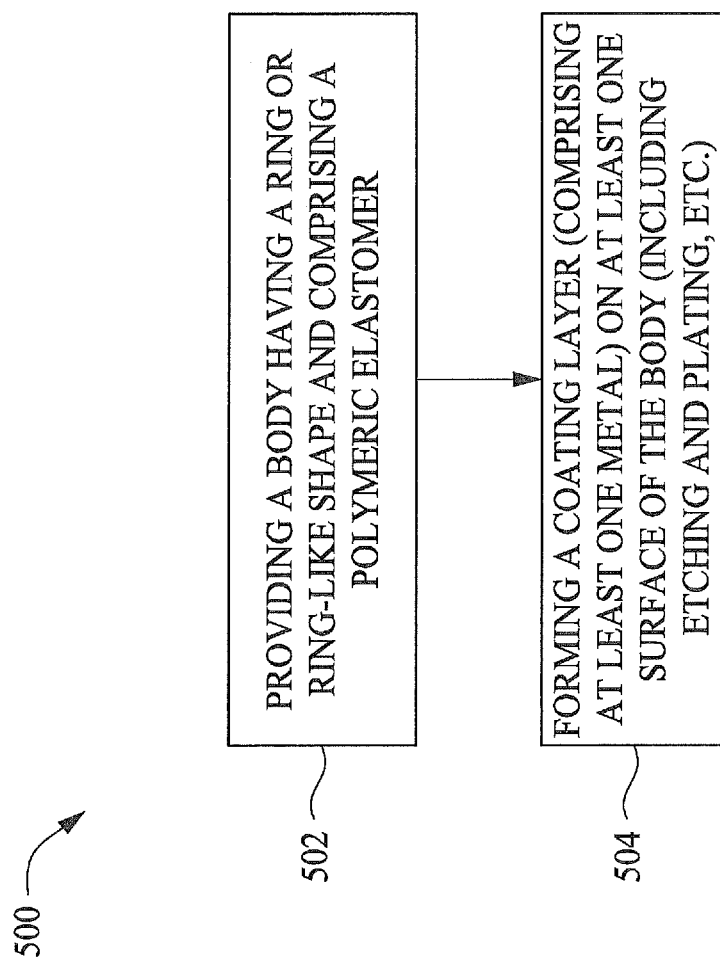 500
502
PROVIDING A BODY HAVING A RING OR
RING-LIKE SHAPE AND COMPRISING A
POLYMERIC ELASTOMER
504
FORMING A COATING LAYER (COMPRISING
AT LEAST ONE METAL) ON AT LEAST ONE
SURFACE OF THE BODY (INCLUDING
ETCHING AND PLATING, ETC.)